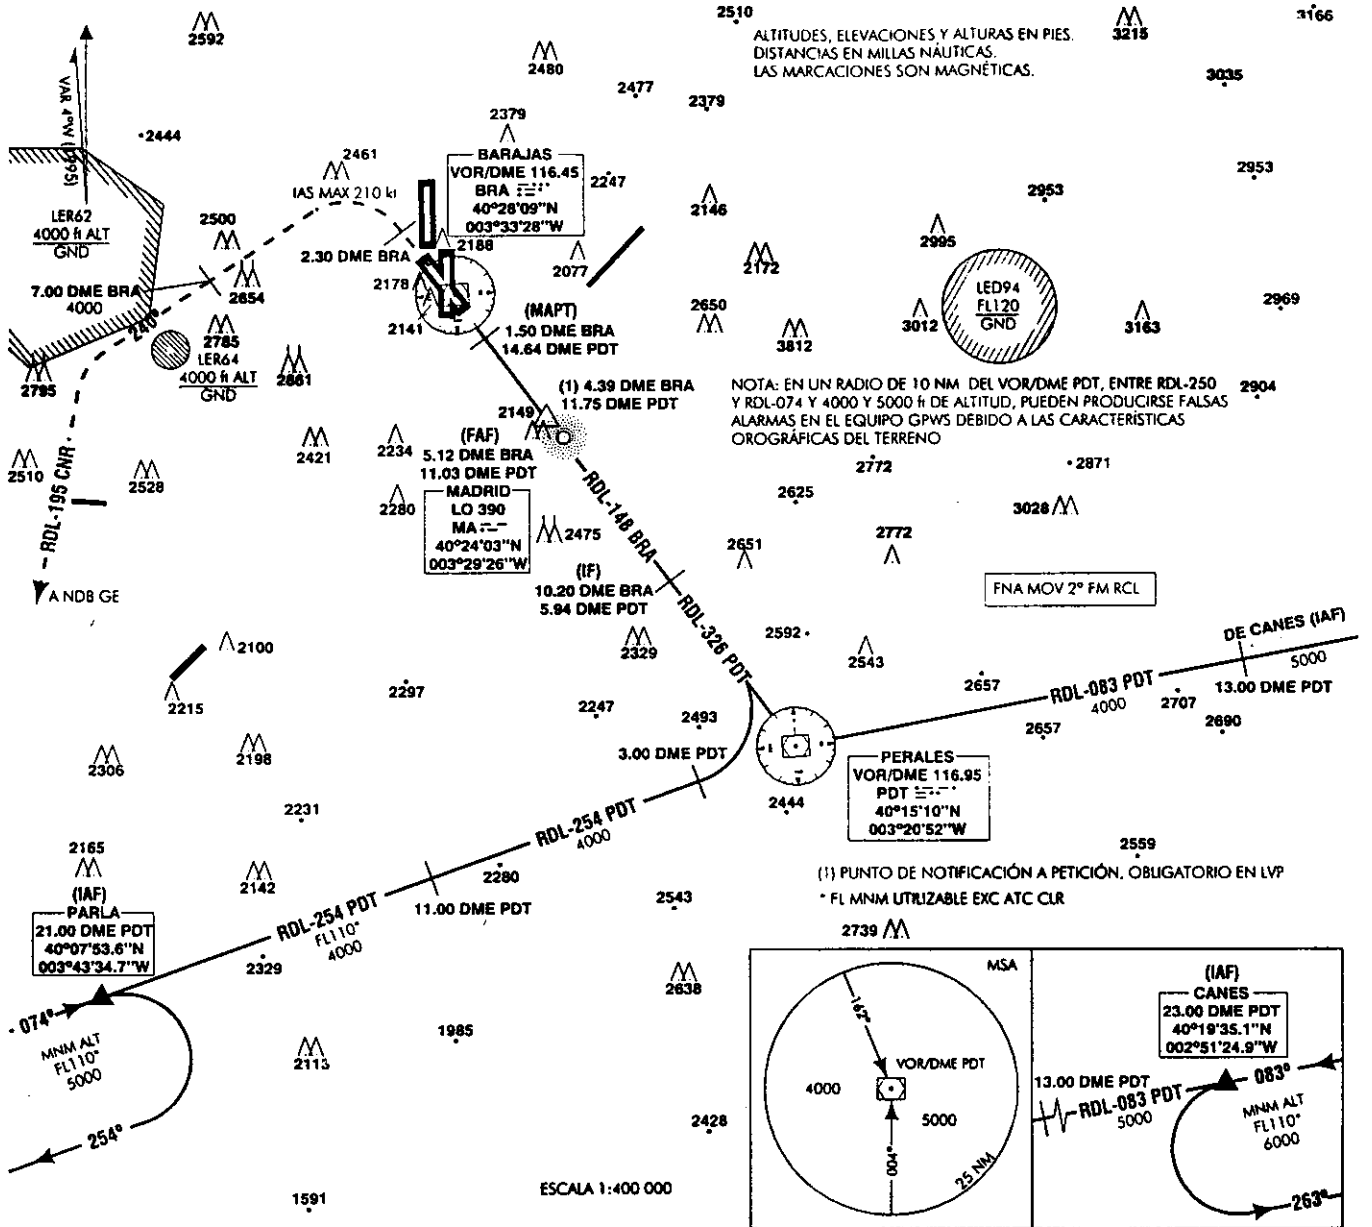 2592
2510
3166
ALTITUDES, ELEVACIONES Y ALTURAS EN PIES.
DISTANCIAS EN MILLAS NÁUTICAS.
LAS MARCACIONES SON MAGNÉTICAS.
3215
2480
2477
2379
3035
VAR 4°W (1995)
2444
2379
2461
IAS MAX 210 kt
BARAJAS
VOR/DME 116.45
BRA
40°28'09"N
003°33'28"W
2247
2146
2953
2953
LER62
4000 ft ALT
GND
2500
2654
2.30 DME BRA
2188
2077
2172
2995
7.00 DME BRA
4000
240°
2178
2141
2650
LED94
FL120
GND
2969
(MAPT)
1.50 DME BRA
14.64 DME PDT
3812
3012
3163
2785
LER64
4000 ft ALT
GND
2795
2861
(1) 4.39 DME BRA
11.75 DME PDT
NOTA: EN UN RADIO DE 10 NM DEL VOR/DME PDT, ENTRE RDL-250
Y RDL-074 Y 4000 Y 5000 ft DE ALTITUD, PUEDEN PRODUCIRSE FALSAS
ALARMAS EN EL EQUIPO GPWS DEBIDO A LAS CARACTERÍSTICAS
OROGRÁFICAS DEL TERRENO
2904
2149
2510
2528
2421
2234
(FAF)
5.12 DME BRA
11.03 DME PDT
2772
2871
RDL-195 CNR
2280
MADRID
LO 390
MA
40°24'03"N
003°29'26"W
2475
RDL-148 BRA
2625
3028
2651
2772
(IF)
10.20 DME BRA
5.94 DME PDT
A NDB GE
FNA MOV 2° FM RCL
RDL-326 PDT
2100
2329
2592
2543
DE CANES (IAF)
5000
13.00 DME PDT
2215
2297
2657
RDL-083 PDT
4000
2707
2690
2247
2493
2657
2306
2198
3.00 DME PDT
PERALES
VOR/DME 116.95
PDT
40°15'10"N
003°20'52"W
2444
2231
RDL-254 PDT
4000
2559
2165
2142
2280
(1) PUNTO DE NOTIFICACIÓN A PETICIÓN. OBLIGATORIO EN LVP
* FL MNM UTILIZABLE EXC ATC CLR
(IAF)
PARLA
21.00 DME PDT
40°07'53.6"N
003°43'34.7"W
11.00 DME PDT
RDL-254 PDT
FL110*
4000
2543
2739
2329
2638
074°
MNM ALT
FL110*
5000
254°
2113
1985
2428
1591
ESCALA 1:400 000
MSA
162°
VOR/DME PDT
4000
5000
004°
25 NM
(IAF)
CANES
23.00 DME PDT
40°19'35.1"N
002°51'24.9"W
13.00 DME PDT
RDL-083 PDT
5000
083°
MNM ALT
FL110*
6000
263°